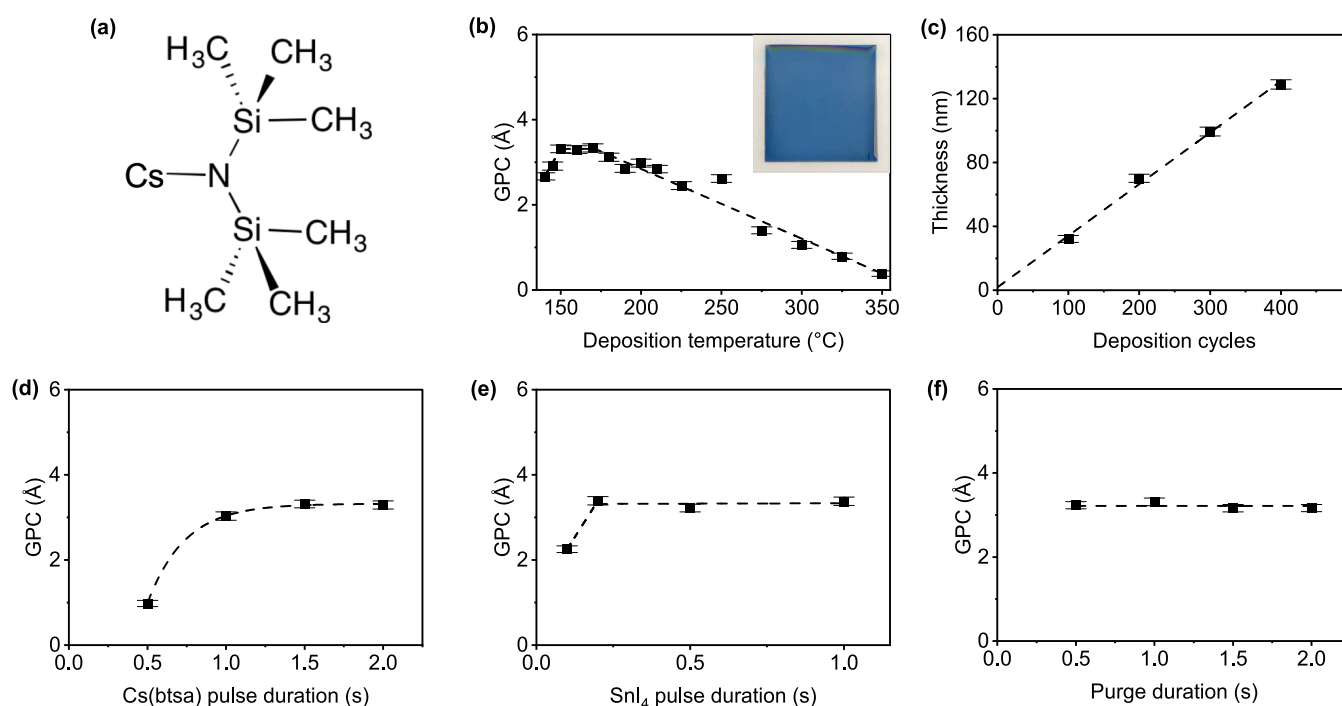 (a)
H3C
CH3
Si
CH3
Cs
N
Si
CH3
H3C
CH3
(b)
6
4
2
0
GPC (Å)
150
200
250
300
350
Deposition temperature (°C)
(c)
160
120
80
40
0
Thickness (nm)
0
100
200
300
400
Deposition cycles
(d)
6
4
2
0
GPC (Å)
0.0
0.5
1.0
1.5
2.0
Cs(btsa) pulse duration (s)
(e)
6
4
2
0
GPC (Å)
0.0
0.5
1.0
SnI4 pulse duration (s)
(f)
6
4
2
0
GPC (Å)
0.0
0.5
1.0
1.5
2.0
Purge duration (s)